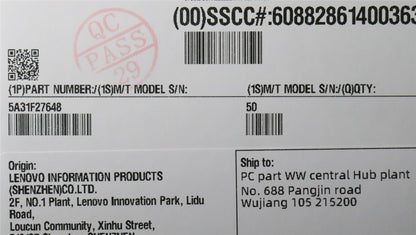 (00)SSCC#:60882861400363
QC
PASS
29
(1P)PART NUMBER:/(1S)M/T MODEL S/N:
(1S)M/T MODEL S/N:/(Q)QTY:
5A31F27648
50
Origin:
LENOVO INFORMATION PRODUCTS
(SHENZHEN)CO.LTD.
2F, NO.1 Plant, Lenovo Innovation Park, Lidu
Road,
Loucun Community, Xinhu Street,
Ship to:
PC part WW central Hub plant
No. 688 Pangjin road
Wujiang 105 215200